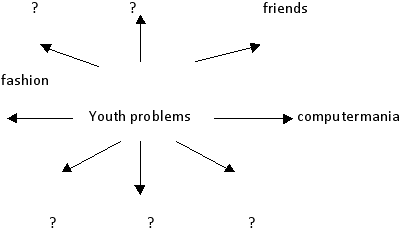 ? ? friends
fashion
Youth problems computermania
? ? ?